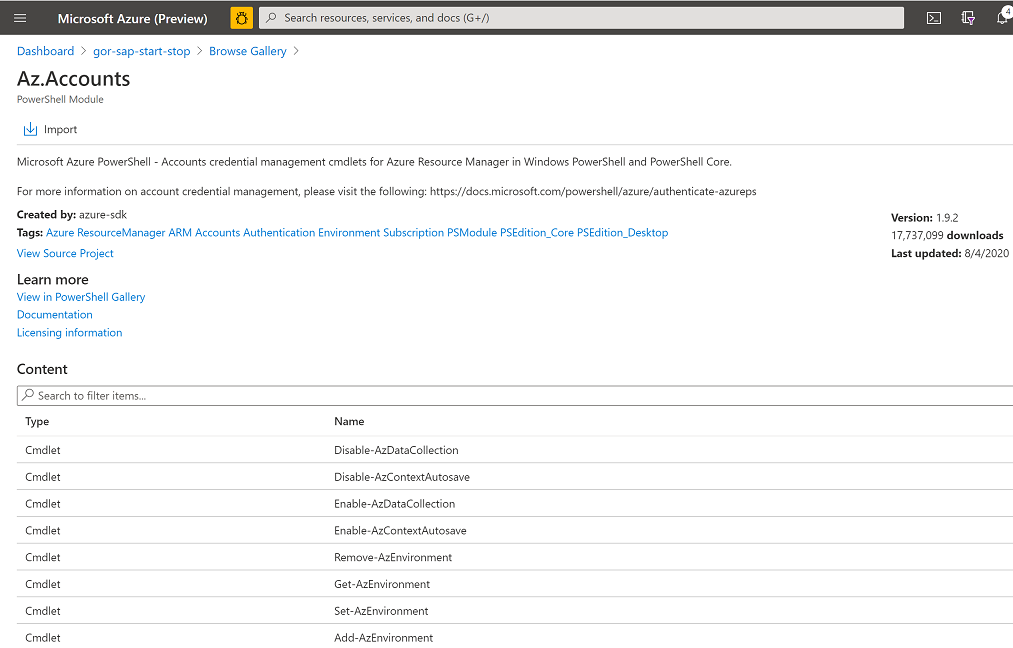 Microsoft Azure (Preview) Search resources, services, and docs (G+/) 4
Dashboard > gor-sap-start-stop > Browse Gallery >
Az.Accounts
PowerShell Module
Import
Microsoft Azure PowerShell - Accounts credential management cmdlets for Azure Resource Manager in Windows PowerShell and PowerShell Core.
For more information on account credential management, please visit the following: https://docs.microsoft.com/powershell/azure/authenticate-azureps
Created by: azure-sdk
Tags: Azure ResourceManager ARM Accounts Authentication Environment Subscription PSModule PSEdition_Core PSEdition_Desktop
View Source Project
Version: 1.9.2
17,737,099 downloads
Last updated: 8/4/2020
Learn more
View in PowerShell Gallery
Documentation
Licensing information
Content
Search to filter items...
Type Name
Cmdlet Disable-AzDataCollection
Cmdlet Disable-AzContextAutosave
Cmdlet Enable-AzDataCollection
Cmdlet Enable-AzContextAutosave
Cmdlet Remove-AzEnvironment
Cmdlet Get-AzEnvironment
Cmdlet Set-AzEnvironment
Cmdlet Add-AzEnvironment